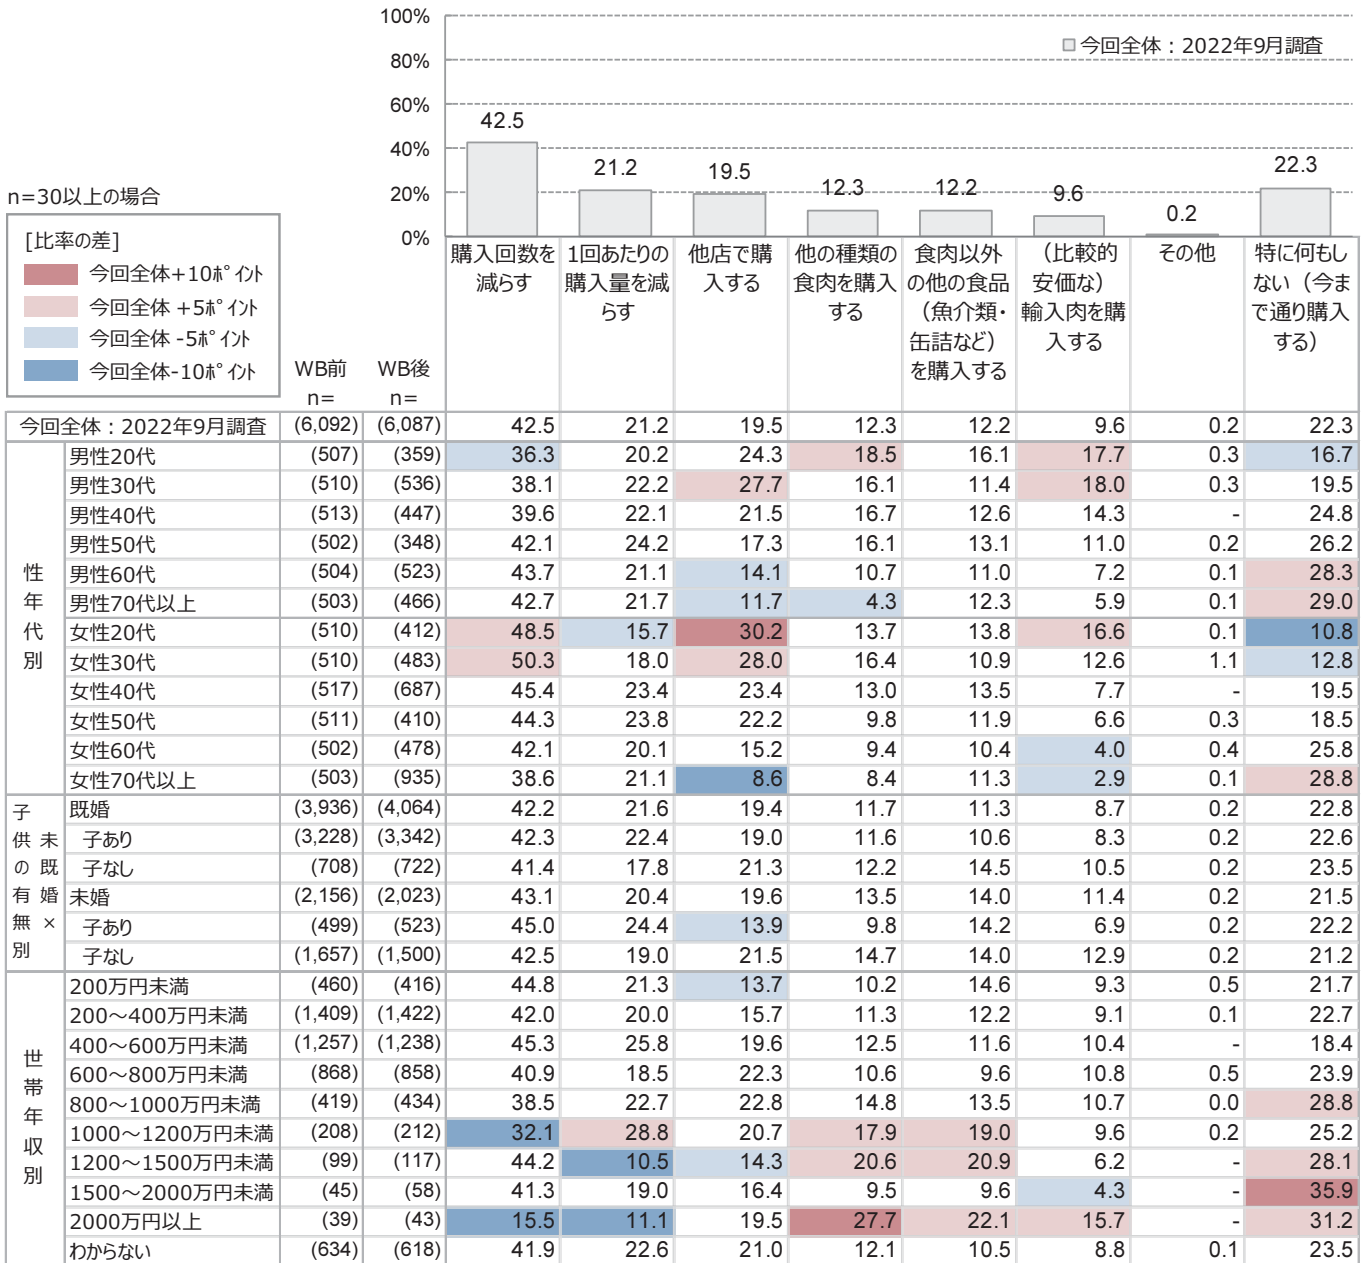 100%
80%
60%
40%
20%
0%
□ 今回全体：2022年9月調査
42.5 21.2 19.5 12.3 12.2 9.6 0.2 22.3
購入回数を減らす
1回あたりの購入量を減らす
他店で購入する
他の種類の食肉を購入する
食肉以外の他の食品（魚介類・缶詰など）を購入する
（比較的安価な）輸入肉を購入する
その他
特に何もしない（今まで通り購入する）
n=30以上の場合
[比率の差]
今回全体+10ﾎﾟｲﾝﾄ
今回全体 +5ﾎﾟｲﾝﾄ
今回全体 -5ﾎﾟｲﾝﾄ
今回全体-10ﾎﾟｲﾝﾄ
WB前 n=
WB後 n=
今回全体：2022年9月調査 (6,092) (6,087) 42.5 21.2 19.5 12.3 12.2 9.6 0.2 22.3
性年代別
男性20代 (507) (359) 36.3 20.2 24.3 18.5 16.1 17.7 0.3 16.7
男性30代 (510) (536) 38.1 22.2 27.7 16.1 11.4 18.0 0.3 19.5
男性40代 (513) (447) 39.6 22.1 21.5 16.7 12.6 14.3 - 24.8
男性50代 (502) (348) 42.1 24.2 17.3 16.1 13.1 11.0 0.2 26.2
男性60代 (504) (523) 43.7 21.1 14.1 10.7 11.0 7.2 0.1 28.3
男性70代以上 (503) (466) 42.7 21.7 11.7 4.3 12.3 5.9 0.1 29.0
女性20代 (510) (412) 48.5 15.7 30.2 13.7 13.8 16.6 0.1 10.8
女性30代 (510) (483) 50.3 18.0 28.0 16.4 10.9 12.6 1.1 12.8
女性40代 (517) (687) 45.4 23.4 23.4 13.0 13.5 7.7 - 19.5
女性50代 (511) (410) 44.3 23.8 22.2 9.8 11.9 6.6 0.3 18.5
女性60代 (502) (478) 42.1 20.1 15.2 9.4 10.4 4.0 0.4 25.8
女性70代以上 (503) (935) 38.6 21.1 8.6 8.4 11.3 2.9 0.1 28.8
未既婚×
子供の有無別
既婚 (3,936) (4,064) 42.2 21.6 19.4 11.7 11.3 8.7 0.2 22.8
子あり (3,228) (3,342) 42.3 22.4 19.0 11.6 10.6 8.3 0.2 22.6
子なし (708) (722) 41.4 17.8 21.3 12.2 14.5 10.5 0.2 23.5
未婚 (2,156) (2,023) 43.1 20.4 19.6 13.5 14.0 11.4 0.2 21.5
子あり (499) (523) 45.0 24.4 13.9 9.8 14.2 6.9 0.2 22.2
子なし (1,657) (1,500) 42.5 19.0 21.5 14.7 14.0 12.9 0.2 21.2
世帯年収別
200万円未満 (460) (416) 44.8 21.3 13.7 10.2 14.6 9.3 0.5 21.7
200～400万円未満 (1,409) (1,422) 42.0 20.0 15.7 11.3 12.2 9.1 0.1 22.7
400～600万円未満 (1,257) (1,238) 45.3 25.8 19.6 12.5 11.6 10.4 - 18.4
600～800万円未満 (868) (858) 40.9 18.5 22.3 10.6 9.6 10.8 0.5 23.9
800～1000万円未満 (419) (434) 38.5 22.7 22.8 14.8 13.5 10.7 0.0 28.8
1000～1200万円未満 (208) (212) 32.1 28.8 20.7 17.9 19.0 9.6 0.2 25.2
1200～1500万円未満 (99) (117) 44.2 10.5 14.3 20.6 20.9 6.2 - 28.1
1500～2000万円未満 (45) (58) 41.3 19.0 16.4 9.5 9.6 4.3 - 35.9
2000万円以上 (39) (43) 15.5 11.1 19.5 27.7 22.1 15.7 - 31.2
わからない (634) (618) 41.9 22.6 21.0 12.1 10.5 8.8 0.1 23.5